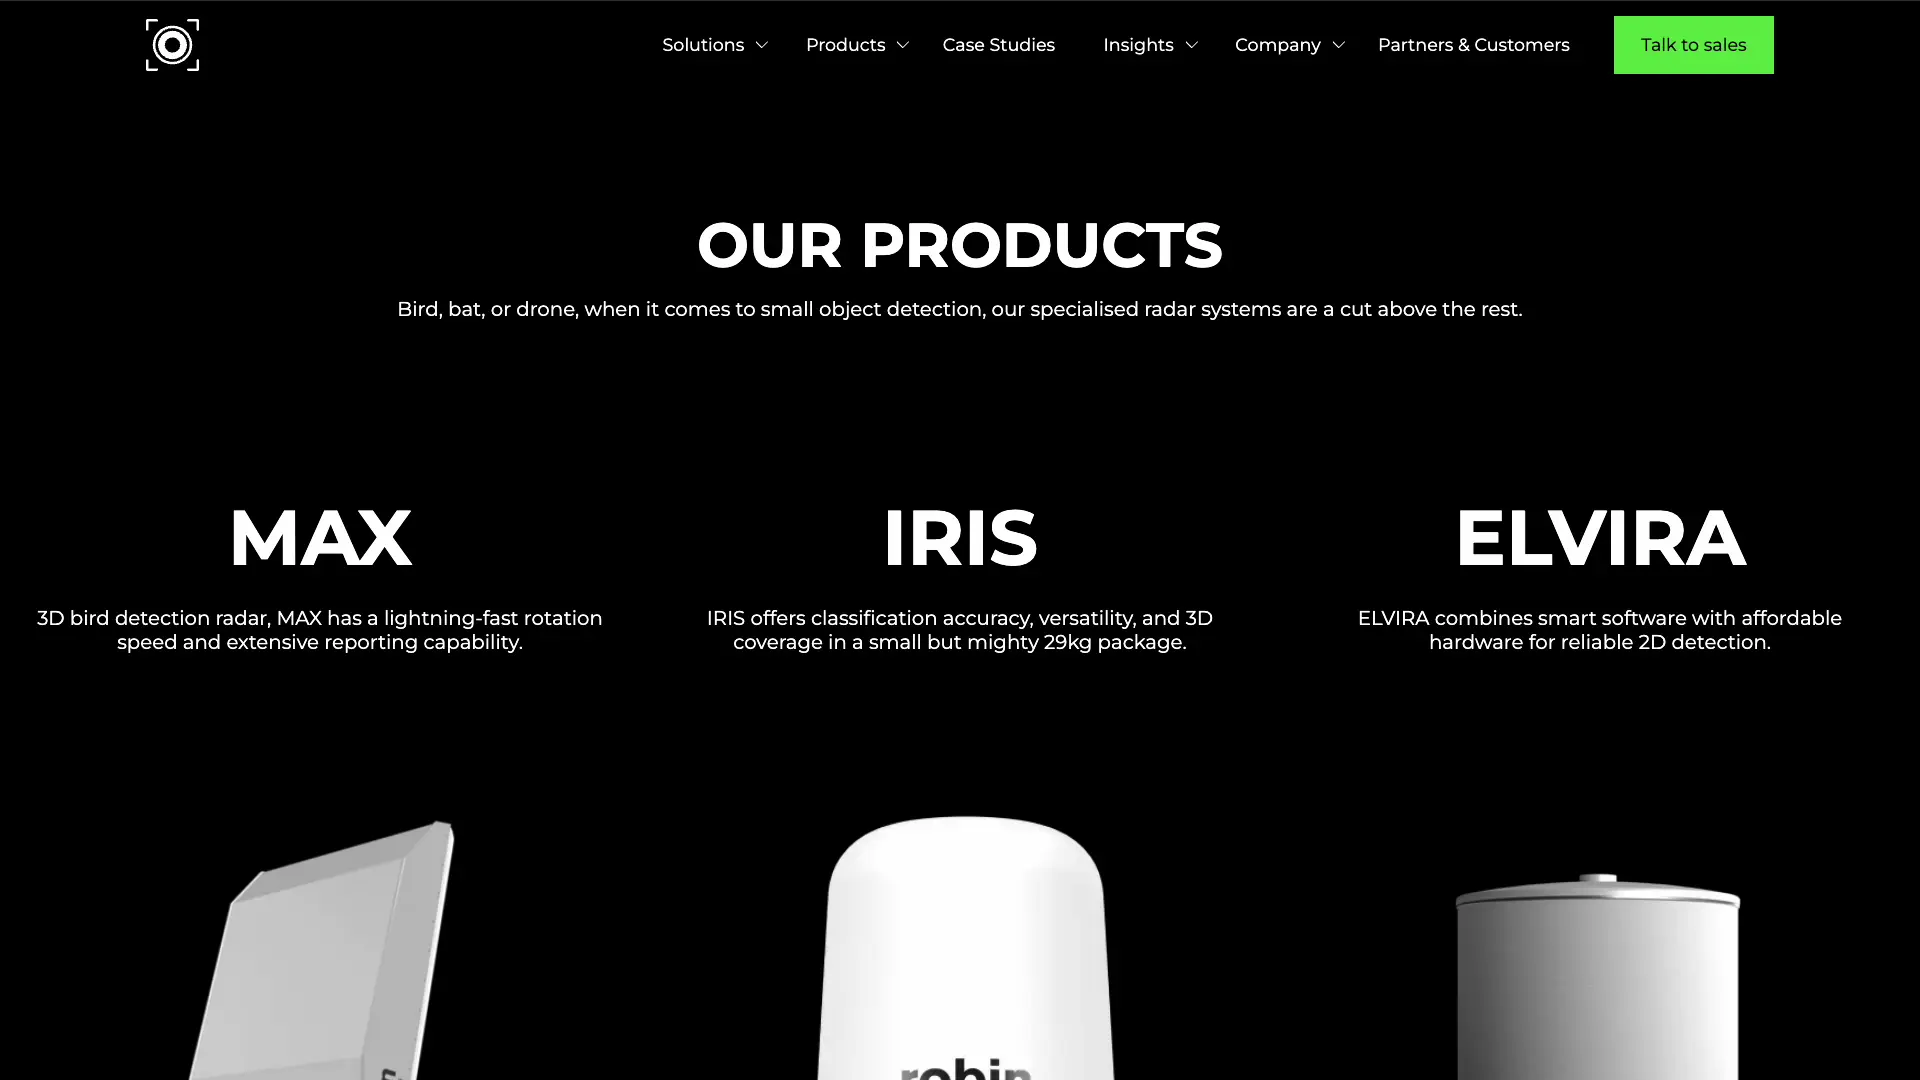 Solutions
Products
Case Studies
Insights
Company
Partners & Customers
Talk to sales
OUR PRODUCTS
Bird, bat, or drone, when it comes to small object detection, our specialised radar systems are a cut above the rest.
MAX
3D bird detection radar, MAX has a lightning-fast rotation
speed and extensive reporting capability.
IRIS
IRIS offers classification accuracy, versatility, and 3D
coverage in a small but mighty 29kg package.
ELVIRA
ELVIRA combines smart software with affordable
hardware for reliable 2D detection.
robin